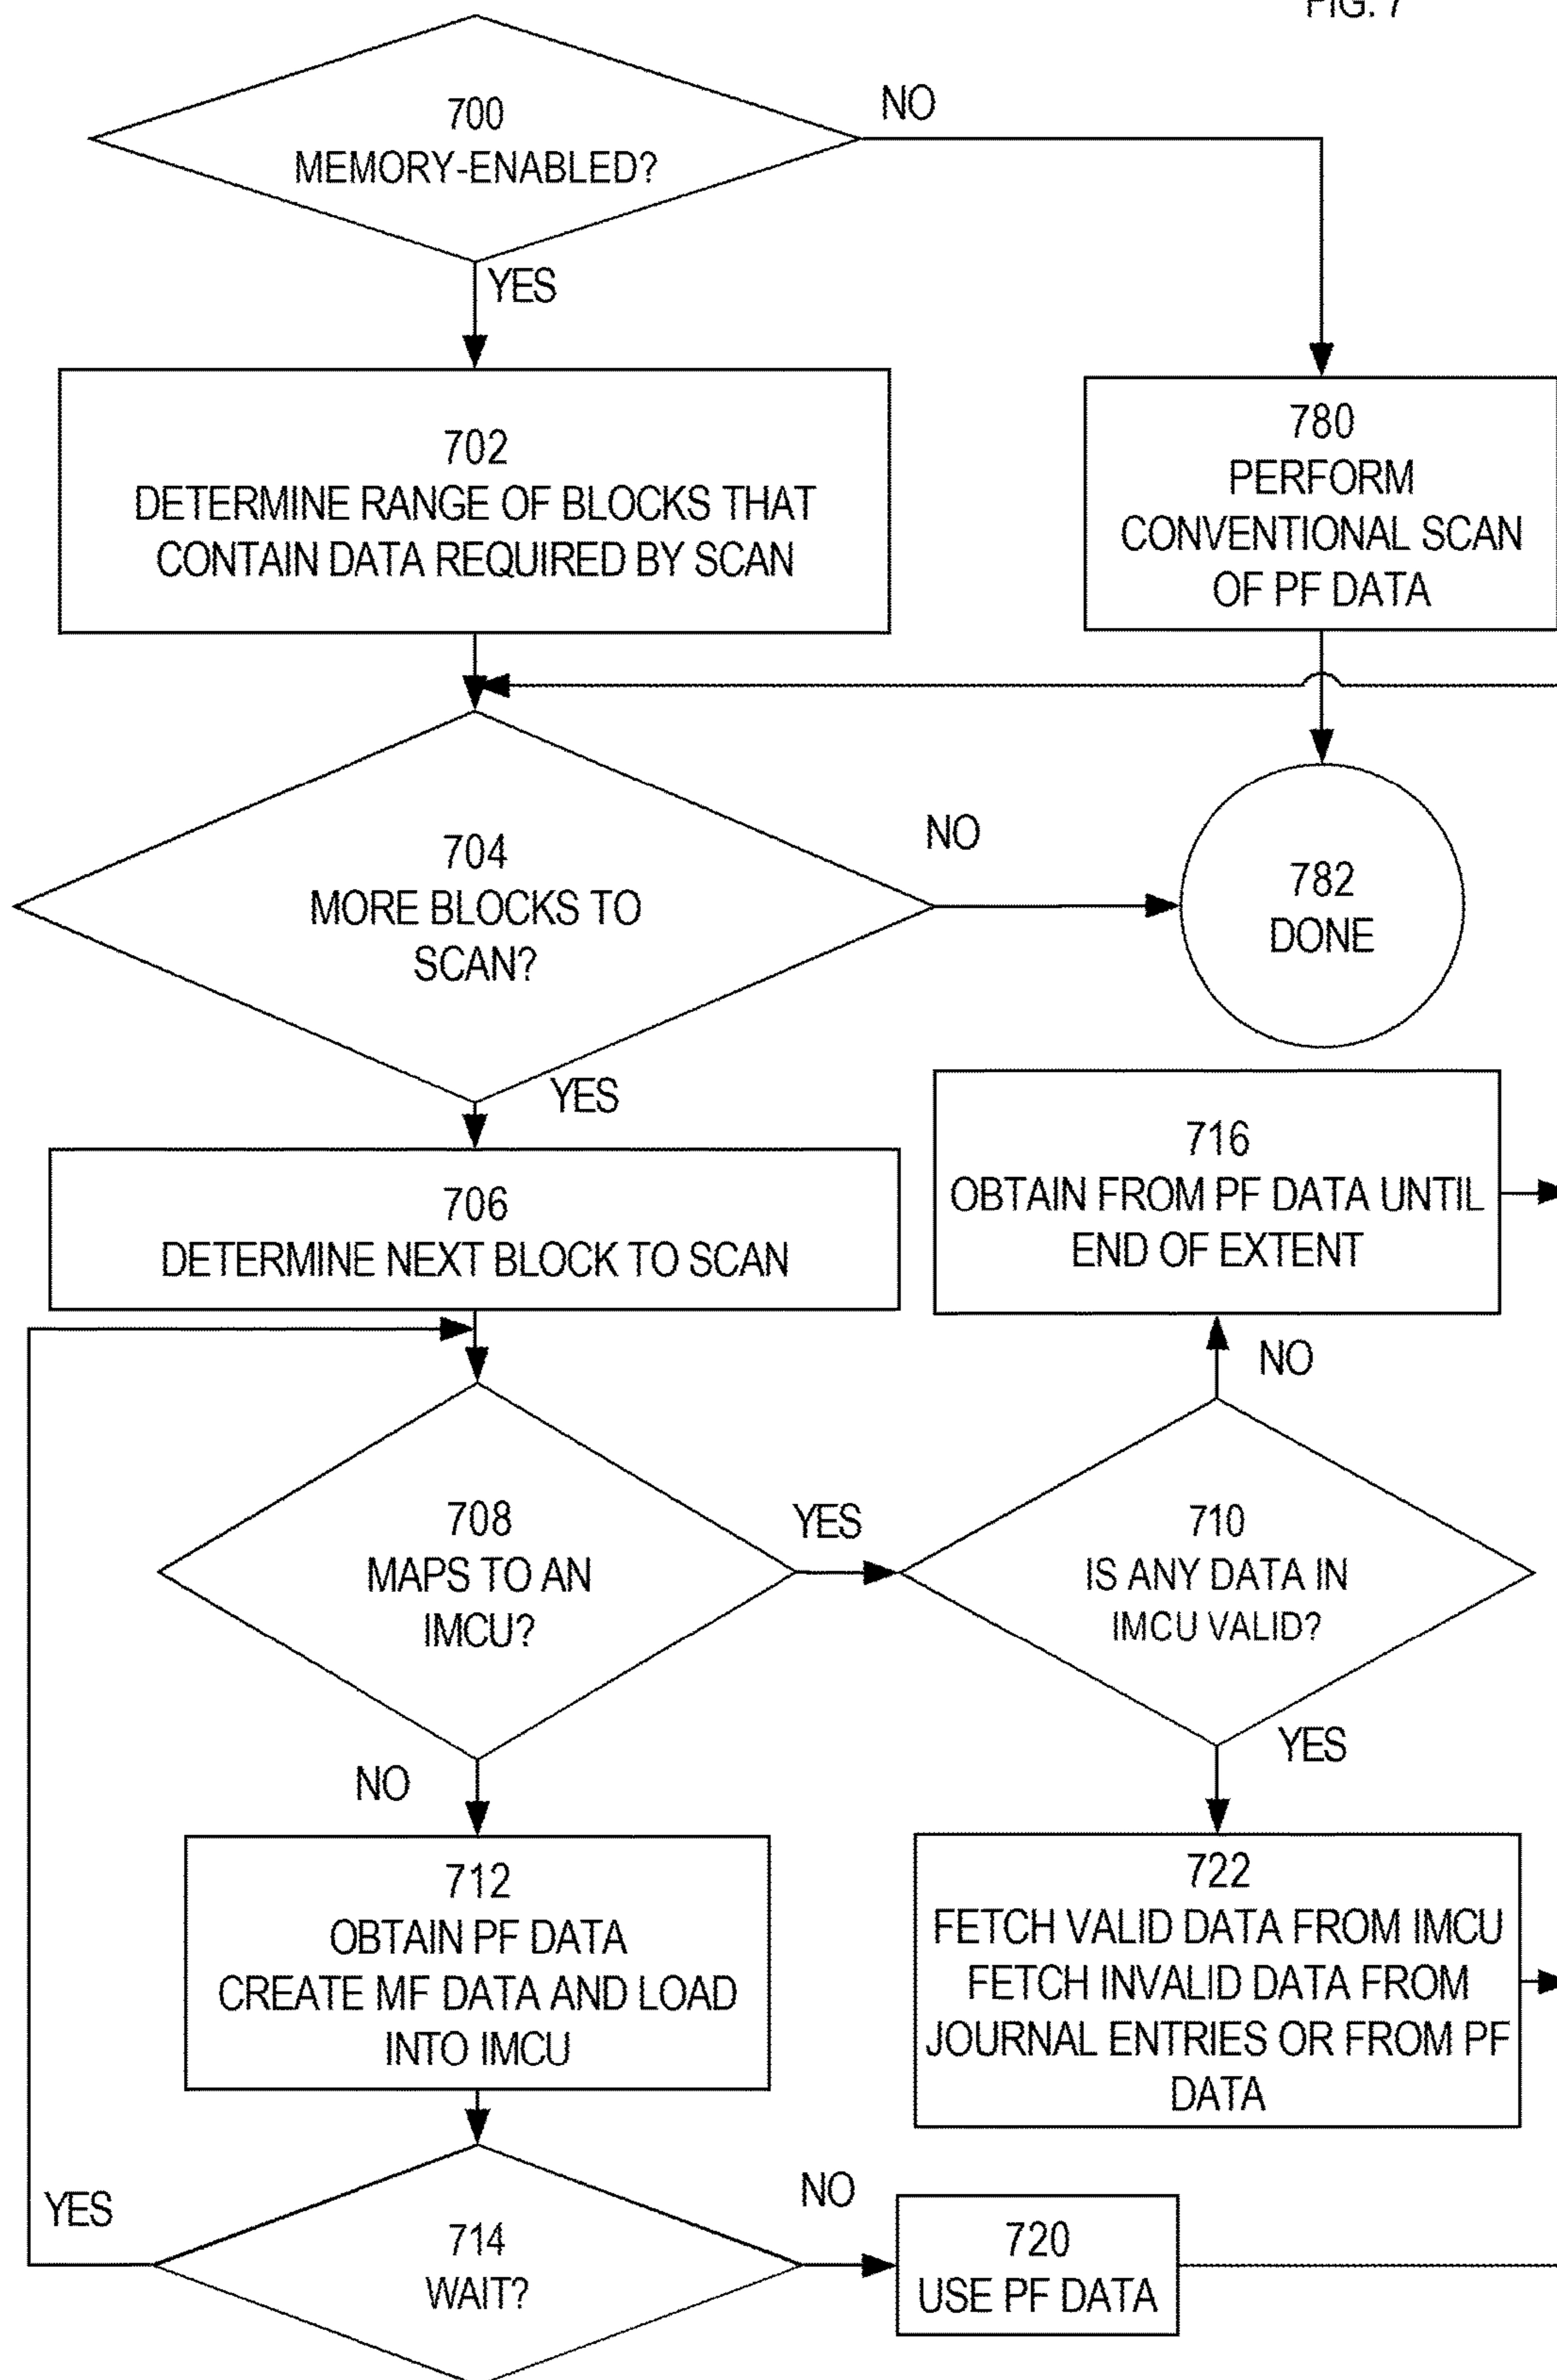 FIG. 7
700
MEMORY-ENABLED?
NO
YES
702
DETERMINE RANGE OF BLOCKS THAT
CONTAIN DATA REQUIRED BY SCAN
780
PERFORM
CONVENTIONAL SCAN
OF PF DATA
704
MORE BLOCKS TO
SCAN?
NO
782
DONE
YES
706
DETERMINE NEXT BLOCK TO SCAN
716
OBTAIN FROM PF DATA UNTIL
END OF EXTENT
NO
708
MAPS TO AN
IMCU?
YES
710
IS ANY DATA IN
IMCU VALID?
YES
NO
712
OBTAIN PF DATA
CREATE MF DATA AND LOAD
INTO IMCU
722
FETCH VALID DATA FROM IMCU
FETCH INVALID DATA FROM
JOURNAL ENTRIES OR FROM PF
DATA
YES
714
WAIT?
NO
720
USE PF DATA